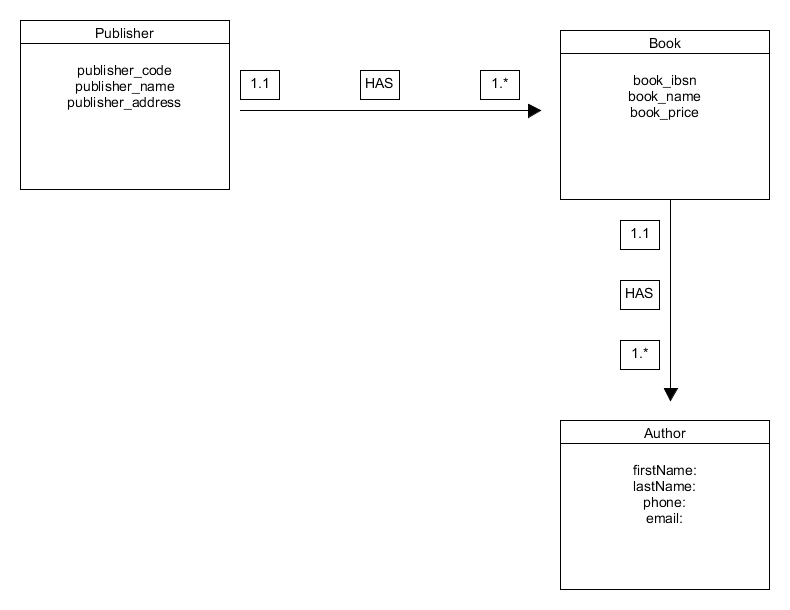 Publisher
publisher_code
publisher_name
publisher_address
1.1
HAS
1.*
Book
book_ibsn
book_name
book_price
1.1
HAS
1.*
Author
firstName:
lastName:
phone:
email: